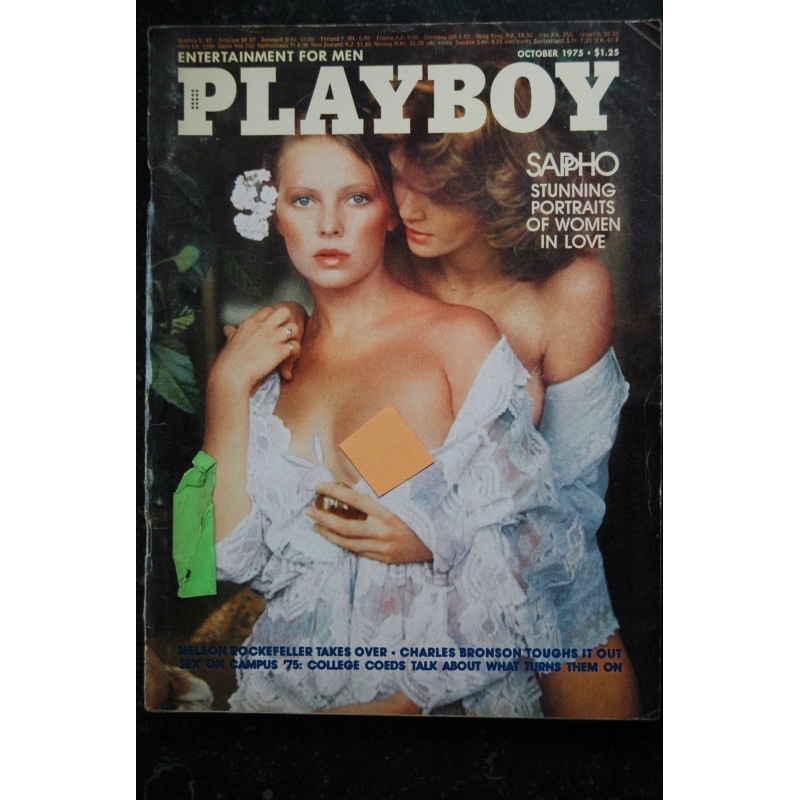 ENTERTAINMENT FOR MEN
OCTOBER 1975 • $1.25
PLAYBOY
SAPPHO
STUNNING
PORTRAITS
OF WOMEN
IN LOVE
NELSON ROCKEFELLER TAKES OVER • CHARLES BRONSON TOUGHS IT OUT
SEX ON CAMPUS '75: COLLEGE COEDS TALK ABOUT WHAT TURNS THEM ON